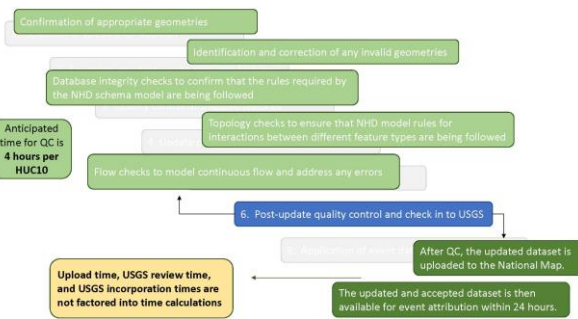 Confirmation of appropriate geometries
Identification and correction of any invalid geometries
Database integrity checks to confirm that the rules required by
the NHD schema model are being followed
Topology checks to ensure that NHD model rules for
interactions between different feature types are being followed
Anticipated
time for QC is
4 hours per
HUC10
Flow checks to model continuous flow and address any errors
6. Post-update quality control and check in to USGS
After QC, the updated dataset is
uploaded to the National Map.
Upload time, USGS review time,
and USGS incorporation times are
not factored into time calculations
The updated and accepted dataset is then
available for event attribution within 24 hours.